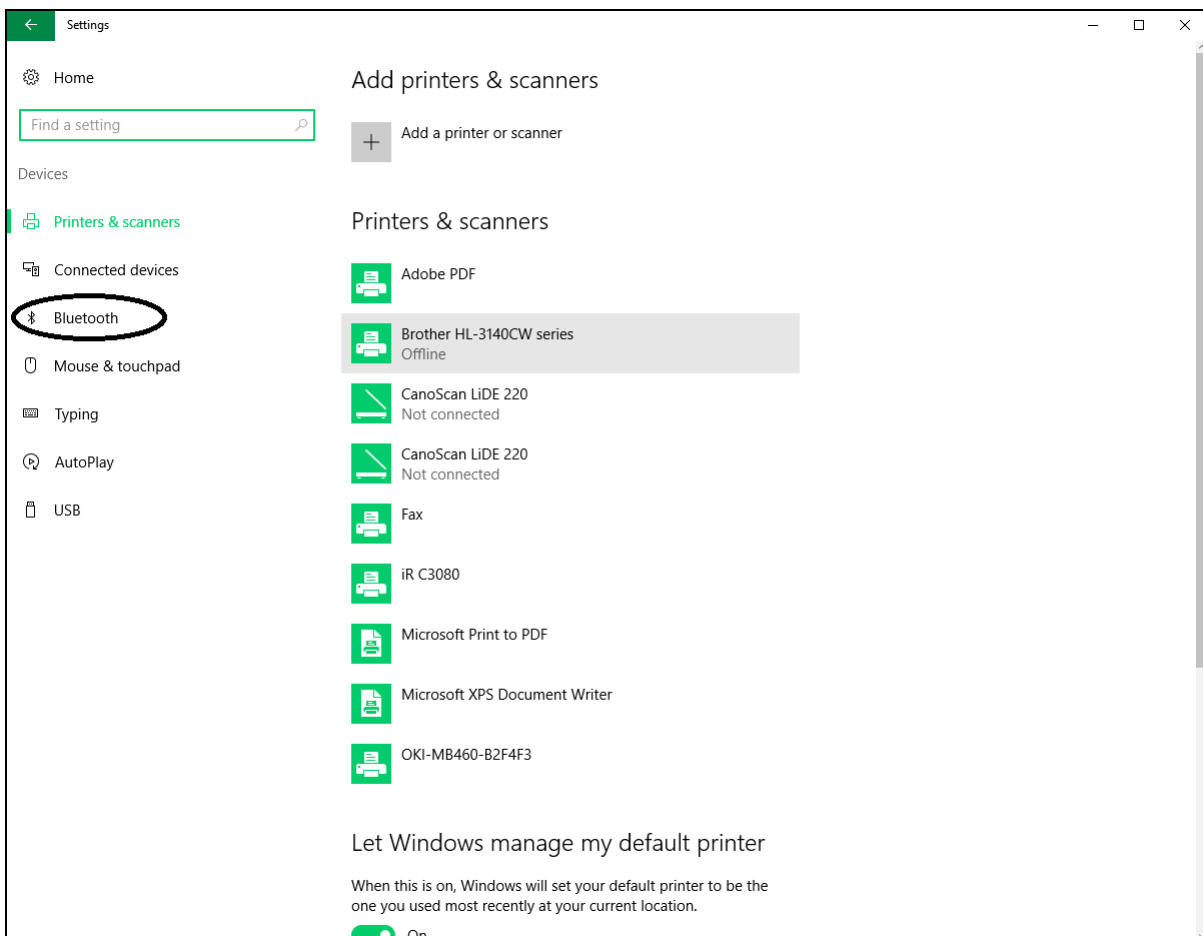 Settings
Home
Find a setting
Devices
Printers & scanners
Connected devices
Bluetooth
Mouse & touchpad
Typing
AutoPlay
USB
Add printers & scanners
Add a printer or scanner
Printers & scanners
Adobe PDF
Brother HL-3140CW series
Offline
CanoScan LiDE 220
Not connected
CanoScan LiDE 220
Not connected
Fax
iR C3080
Microsoft Print to PDF
Microsoft XPS Document Writer
OKI-MB460-B2F4F3
Let Windows manage my default printer
When this is on, Windows will set your default printer to be the
one you used most recently at your current location.
On